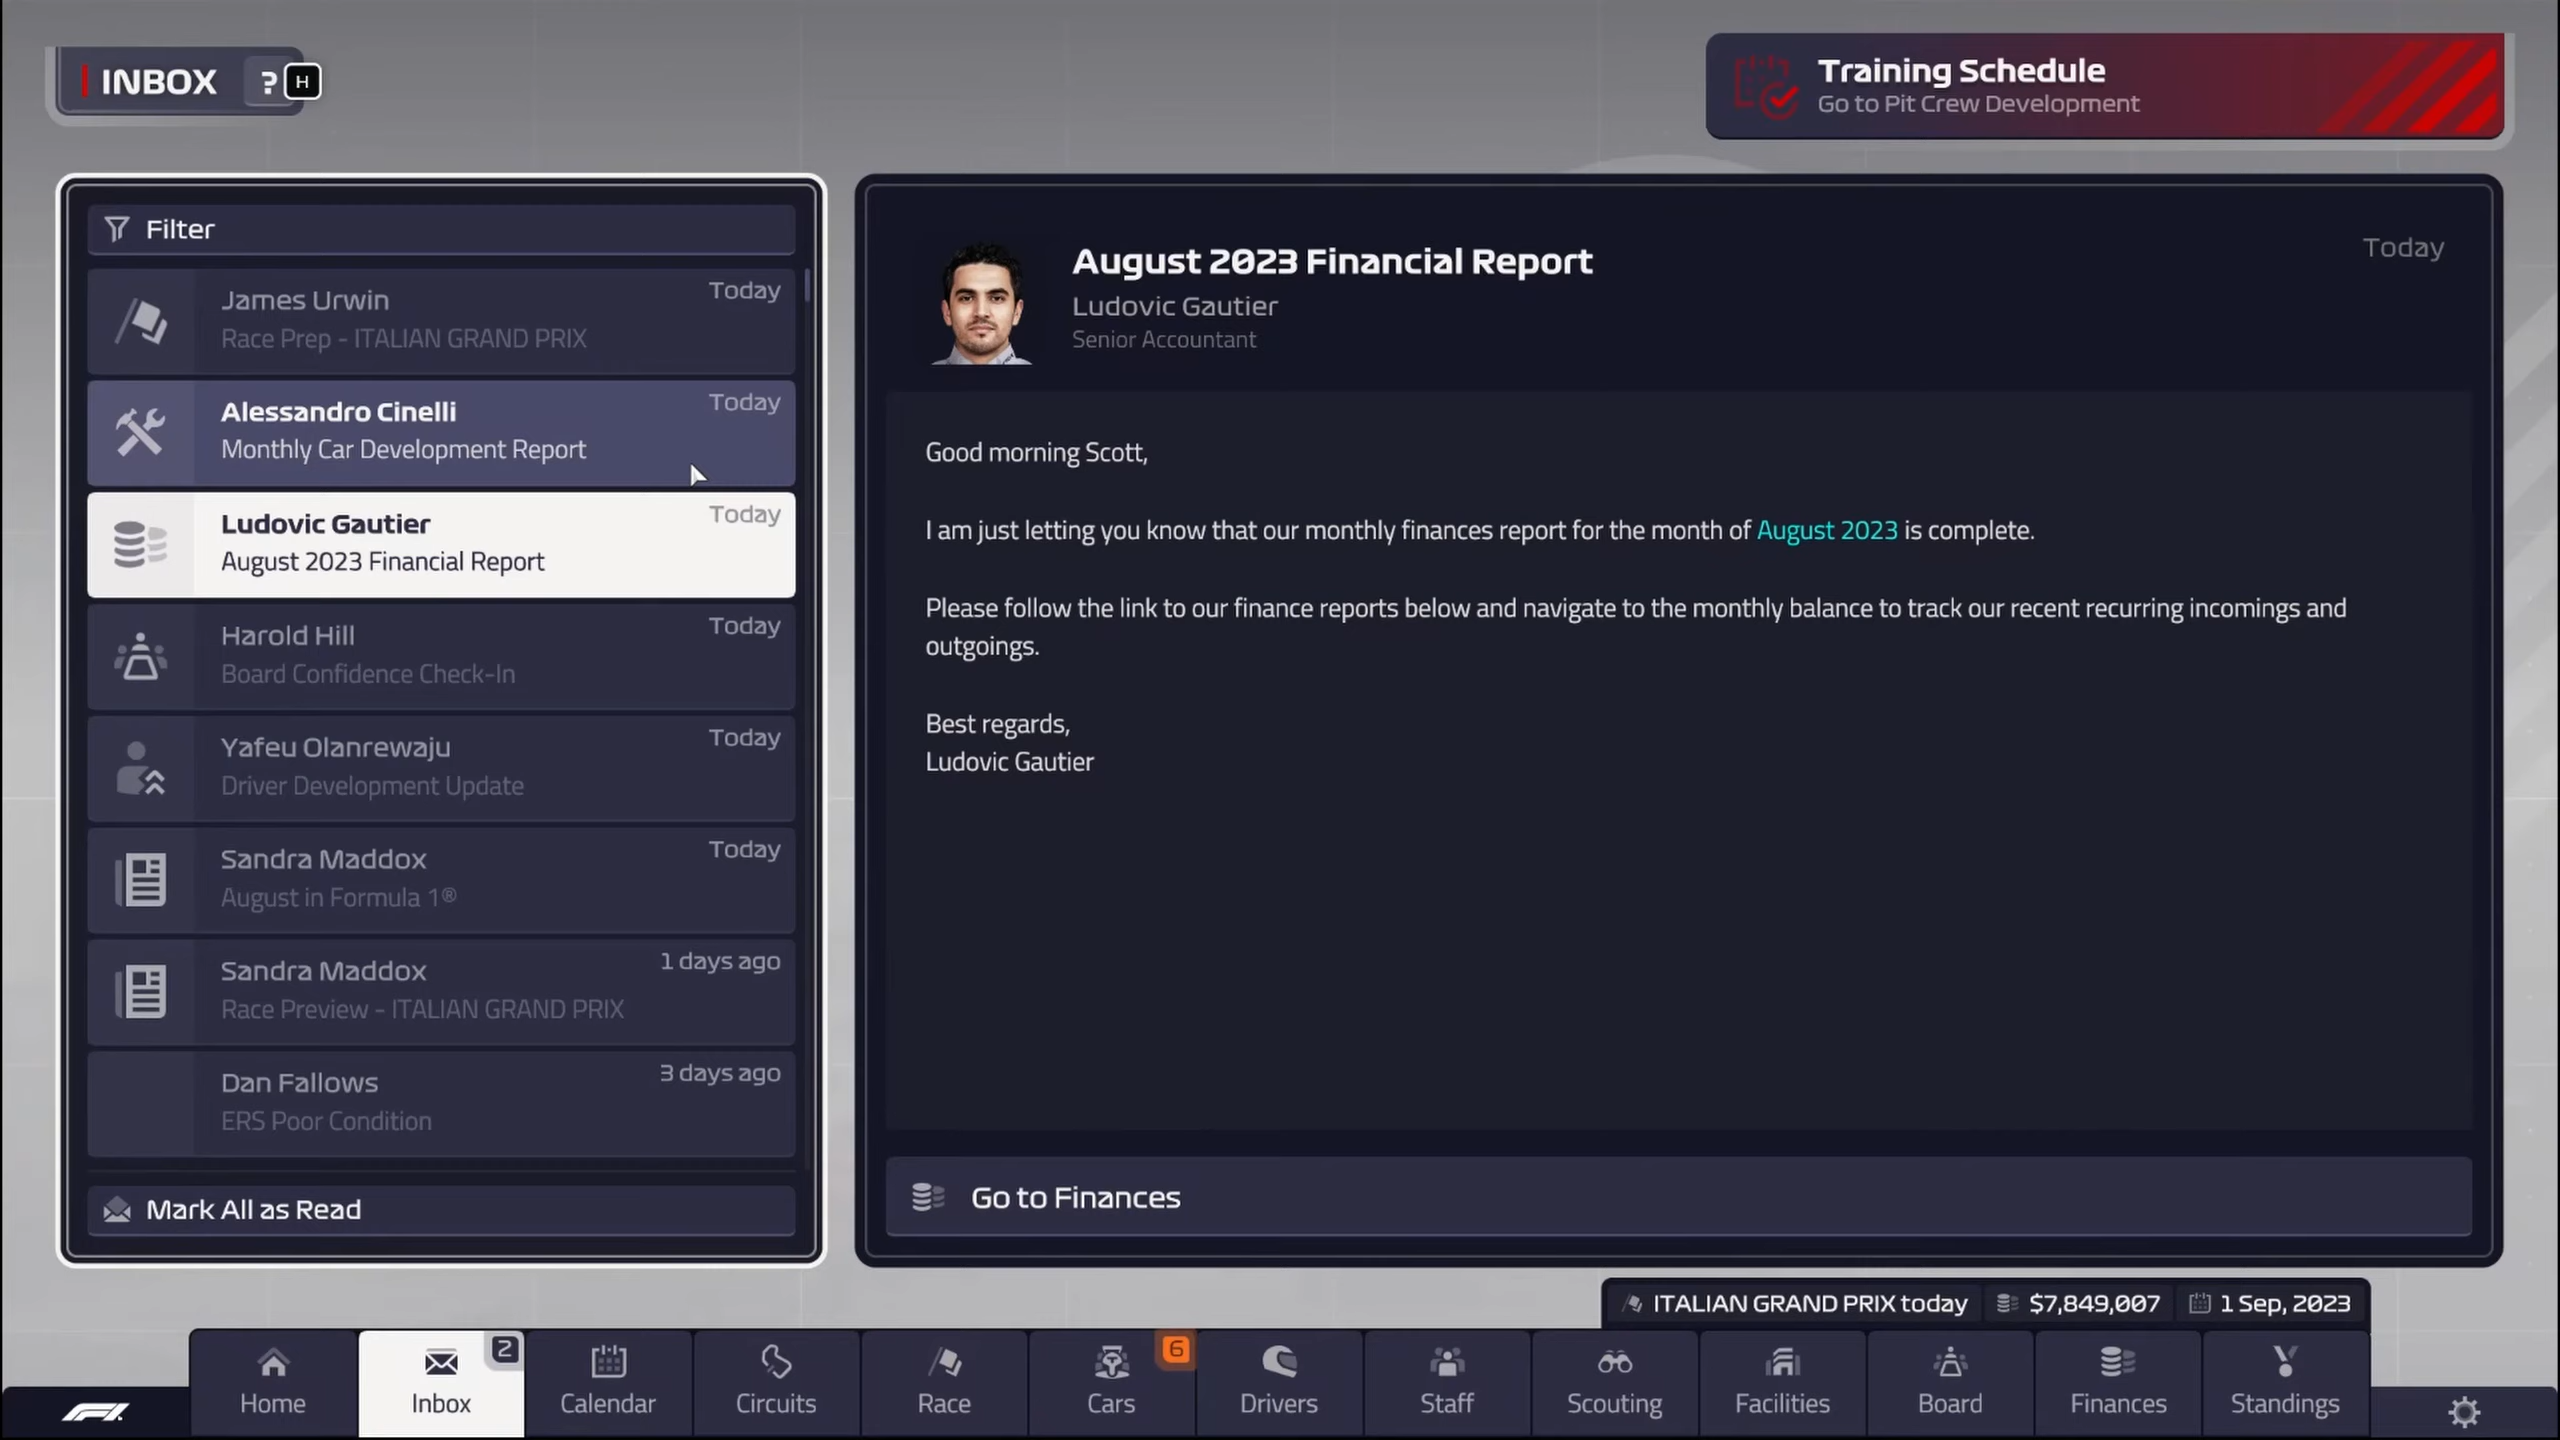 INBOX ? H
Training Schedule
Go to Pit Crew Development
Filter
James Urwin
Today
Race Prep - ITALIAN GRAND PRIX
Alessandro Cinelli
Today
Monthly Car Development Report
Ludovic Gautier
Today
August 2023 Financial Report
Harold Hill
Today
Board Confidence Check-In
Yafeu Olanrewaju
Today
Driver Development Update
Sandra Maddox
Today
August in Formula 1®
Sandra Maddox
1 days ago
Race Preview - ITALIAN GRAND PRIX
Dan Fallows
3 days ago
ERS Poor Condition
Mark All as Read
August 2023 Financial Report
Today
Ludovic Gautier
Senior Accountant
Good morning Scott,
I am just letting you know that our monthly finances report for the month of August 2023 is complete.
Please follow the link to our finance reports below and navigate to the monthly balance to track our recent recurring incomings and
outgoings.
Best regards,
Ludovic Gautier
Go to Finances
ITALIAN GRAND PRIX today $7,849,007 1 Sep, 2023
2
6
Home Inbox Calendar Circuits Race Cars Drivers Staff Scouting Facilities Board Finances Standings